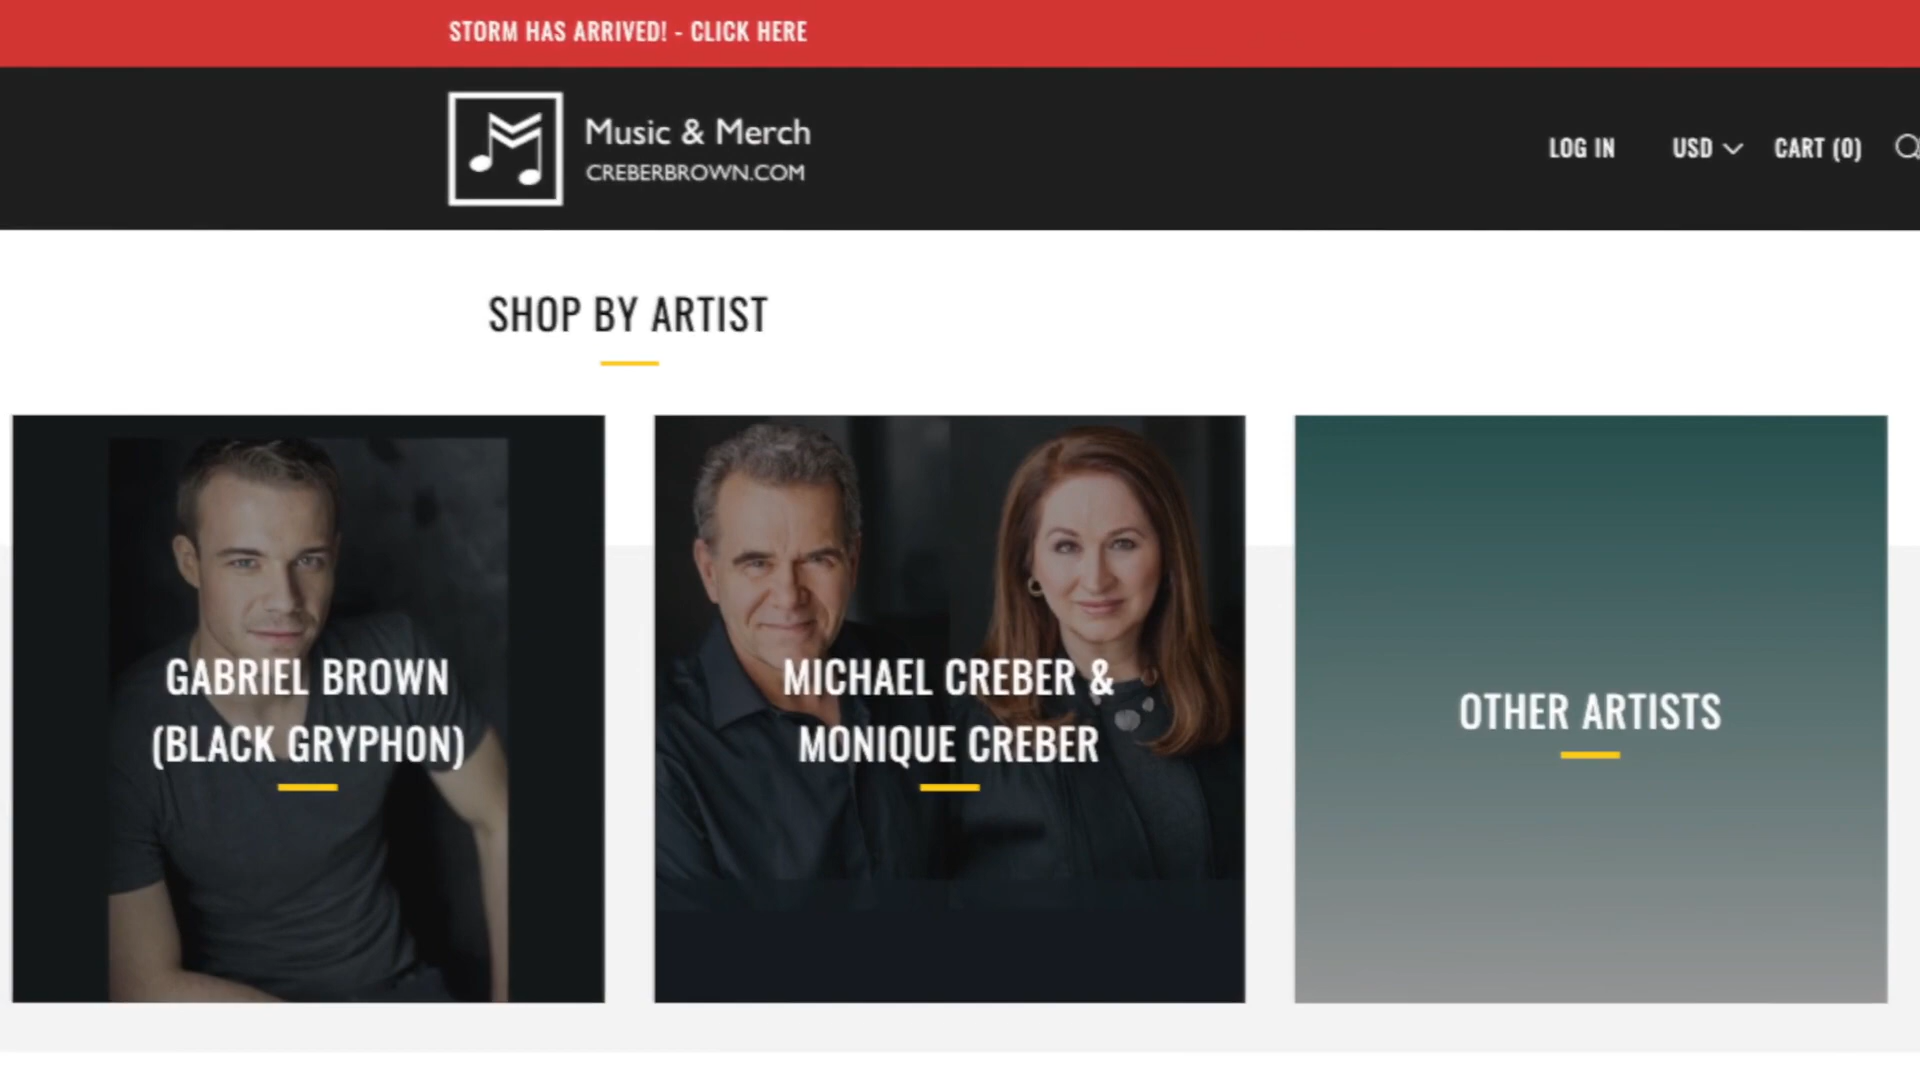 STORM HAS ARRIVED! - CLICK HERE
Music & Merch
CREBERBROWN.COM
LOG IN
USD
CART (0)
SHOP BY ARTIST
GABRIEL BROWN
(BLACK GRYPHON)
MICHAEL CREBER &
MONIQUE CREBER
OTHER ARTISTS